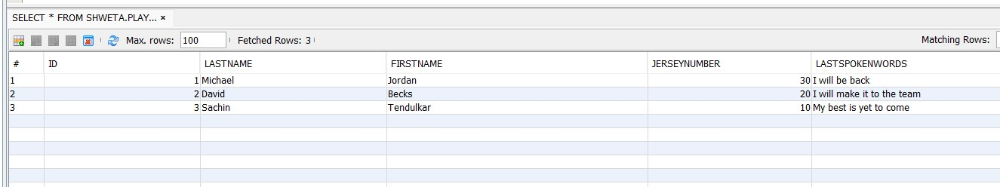 SELECT * FROM SHWETA.PLAY... ×
Max. rows: 100 Fetched Rows: 3 Matching Rows:
# ID LASTNAME FIRSTNAME JERSEYNUMBER LASTSPOKENWORDS
1 1 Michael Jordan 30 I will be back
2 2 David Becks 20 I will make it to the team
3 3 Sachin Tendulkar 10 My best is yet to come